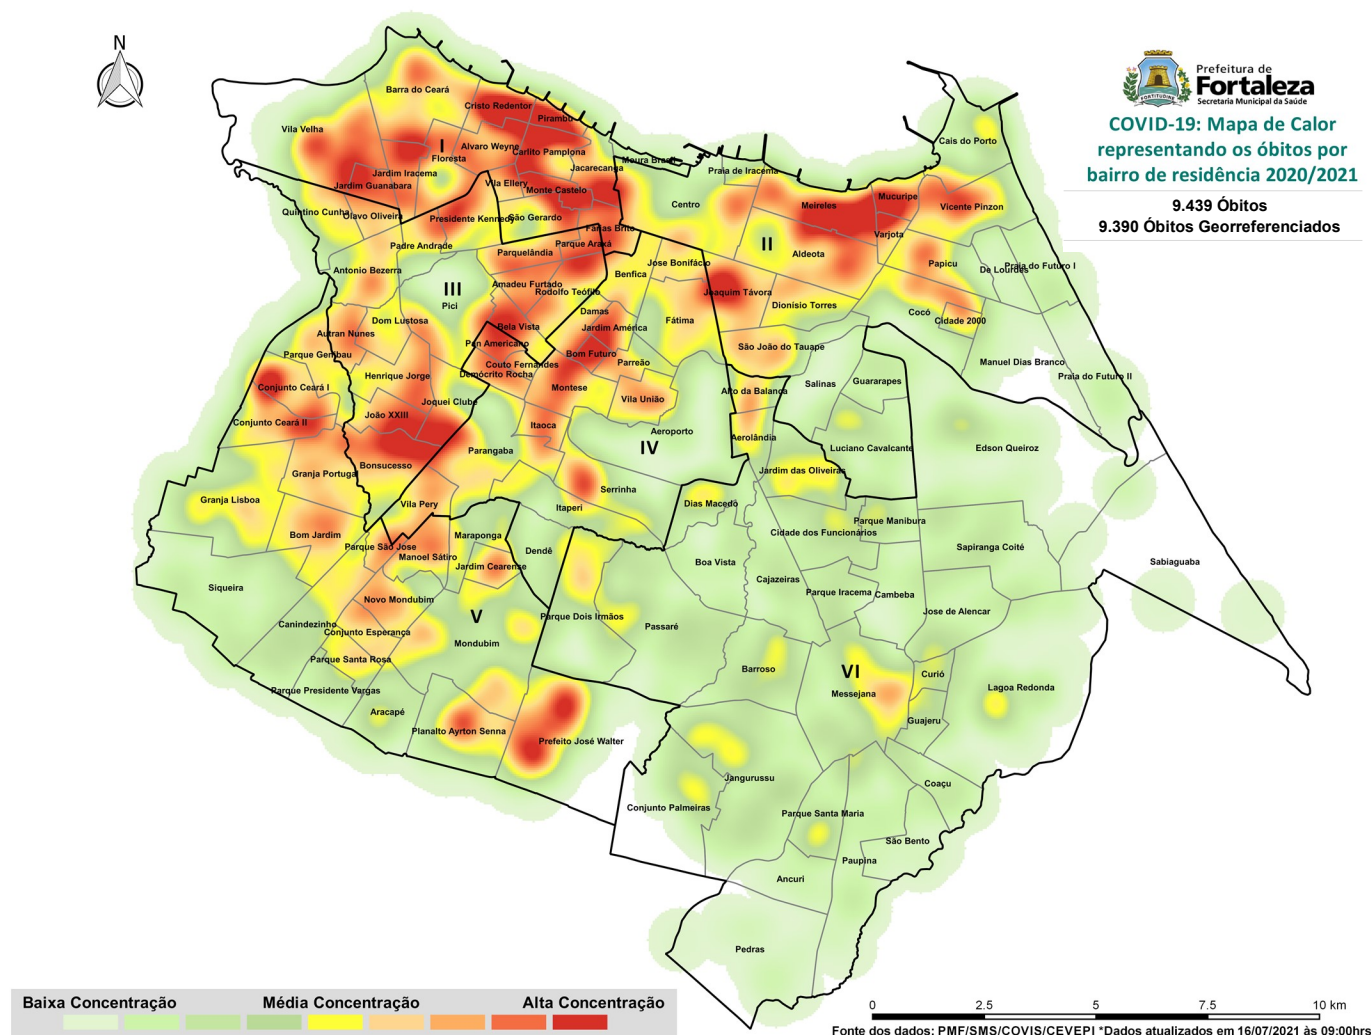 N
Prefeitura de
Fortaleza
Secretaria Municipal da Saúde
FORTITUDINE
COVID-19: Mapa de Calor
representando os óbitos por
bairro de residência 2020/2021
9.439 Óbitos
9.390 Óbitos Georreferenciados
Barra do Ceará
Cristo Redentor
Pirambu
Vila Velha
I
Alvaro Weyne
Carlito Pamplona
Floresta
Jacarecanga
Moura Brasil
Jardim Iracema
Jardim Guanabara
Vila Ellery
Monte Castelo
Praia de Iracema
Cais do Porto
Quintino Cunha
Olavo Oliveira
Presidente Kennedy
São Gerardo
Farias Brito
Centro
Meireles
Mucuripe
Vicente Pinzon
Padre Andrade
Parquelândia
Parque Araxá
II
Aldeota
Varjota
Antonio Bezerra
III
Pici
Amadeu Furtado
Rodolfo Teófilo
Benfica
Jose Bonifácio
Joaquim Távora
Papicu
De Lourdes
Praia do Futuro I
Dionísio Torres
Damas
Fátima
Cocó
Cidade 2000
Autran Nunes
Dom Lustosa
Bela Vista
Jardim América
Pan Americano
Bom Futuro
Parreão
São João do Tauape
Parque Genibau
Couto Fernandes
Demócrito Rocha
Manuel Dias Branco
Praia do Futuro II
Conjunto Ceará I
Henrique Jorge
Montese
Vila União
Alto da Balança
Salinas
Guararapes
Joquei Clube
João XXIII
Conjunto Ceará II
Itaoca
Aeroporto
IV
Aerolândia
Luciano Cavalcante
Edson Queiroz
Parangaba
Bonsucesso
Granja Portugal
Jardim das Oliveiras
Granja Lisboa
Vila Pery
Serrinha
Itaperi
Dias Macedô
Parque Manibura
Cidade dos Funcionários
Bom Jardim
Parque São Jose
Manoel Sátiro
Maraponga
Dendê
Boa Vista
Sapiranga Coité
Sabiaguaba
Jardim Cearense
Siqueira
Cajazeiras
Parque Iracema
Cambeba
Novo Mondubim
V
Jose de Alencar
Canindezinho
Conjunto Esperança
Mondubim
Parque Dois Irmãos
Passaré
Parque Santa Rosa
Barroso
VI
Curió
Parque Presidente Vargas
Messejana
Lagoa Redonda
Aracapé
Guajeru
Planalto Ayrton Senna
Prefeito José Walter
Jangurussu
Coaçu
Conjunto Palmeiras
Parque Santa Maria
São Bento
Paupina
Ancuri
Pedras
Baixa Concentração Média Concentração Alta Concentração
0 2.5 5 7.5 10 km
Fonte dos dados: PMF/SMS/COVIS/CEVEPI *Dados atualizados em 16/07/2021 às 09:00hrs